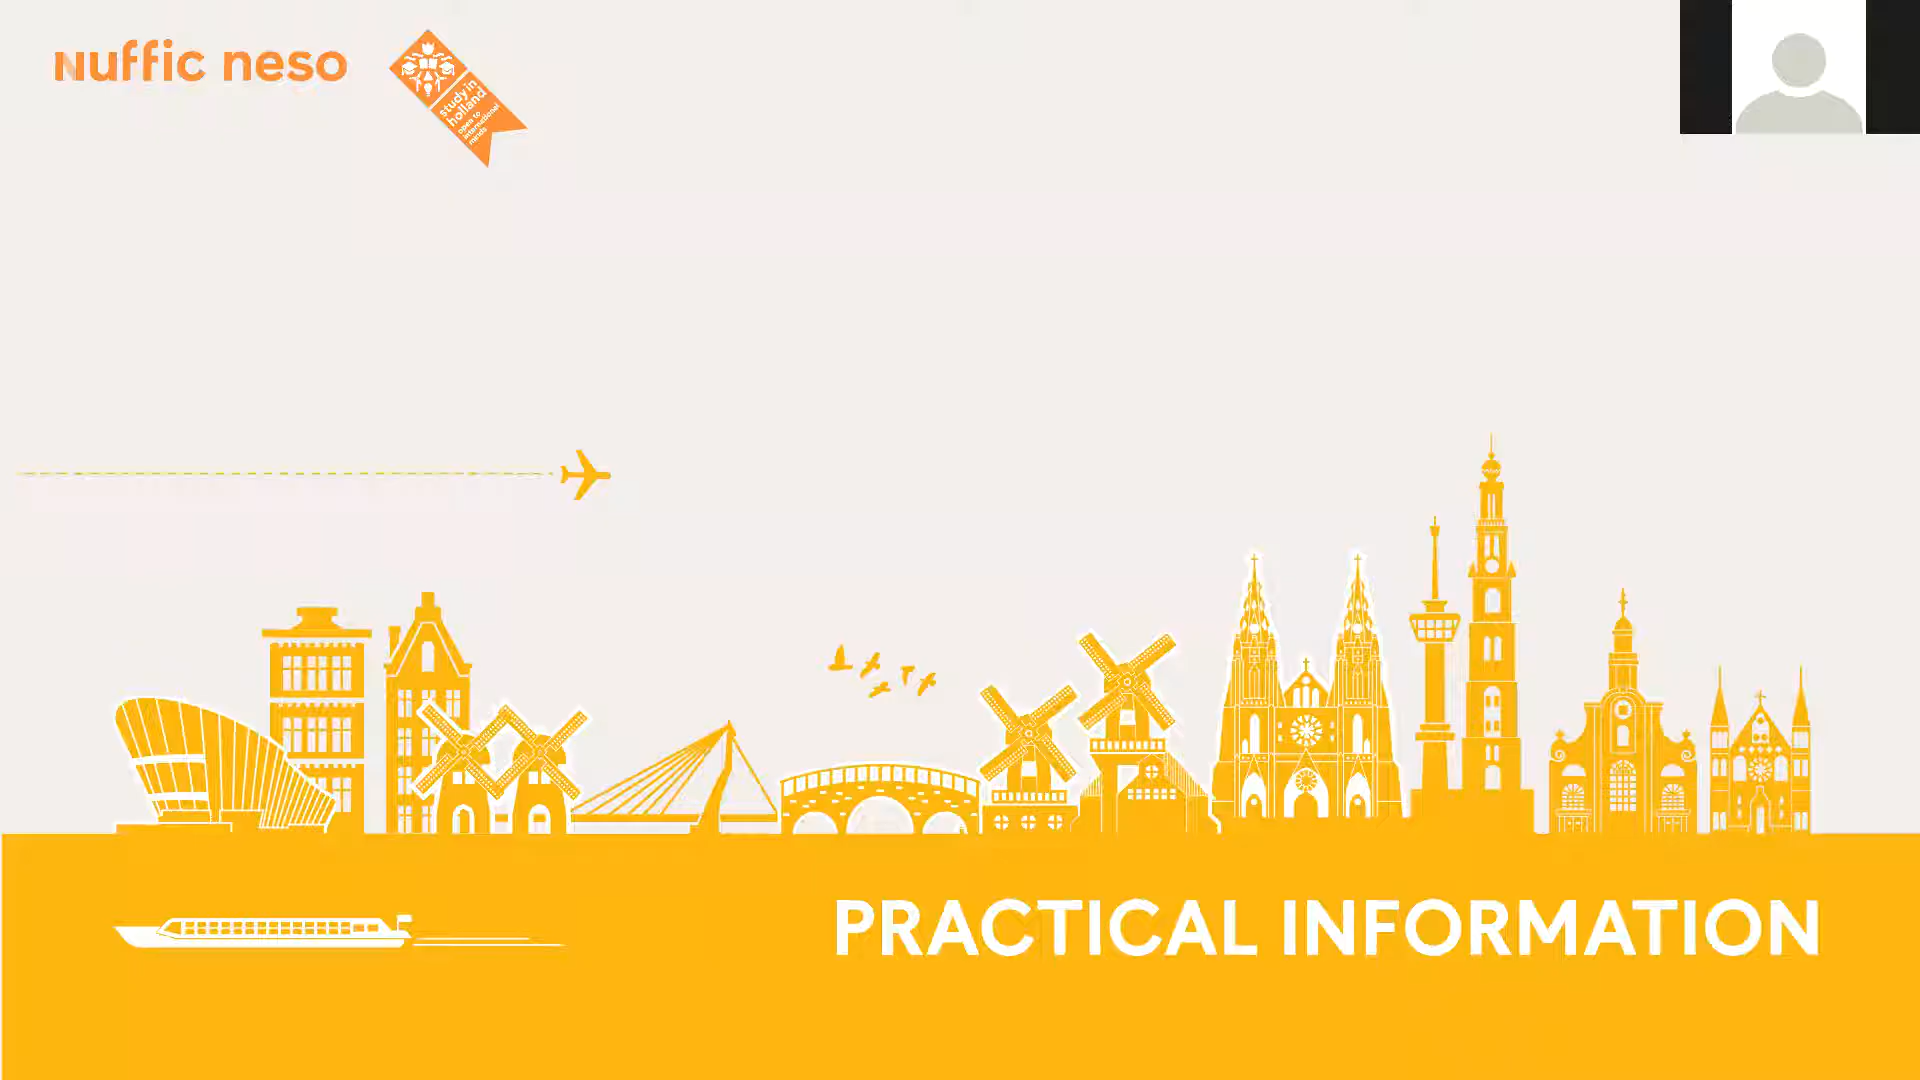 Nuffic neso
study in
holland
open to
international
minds
PRACTICAL INFORMATION